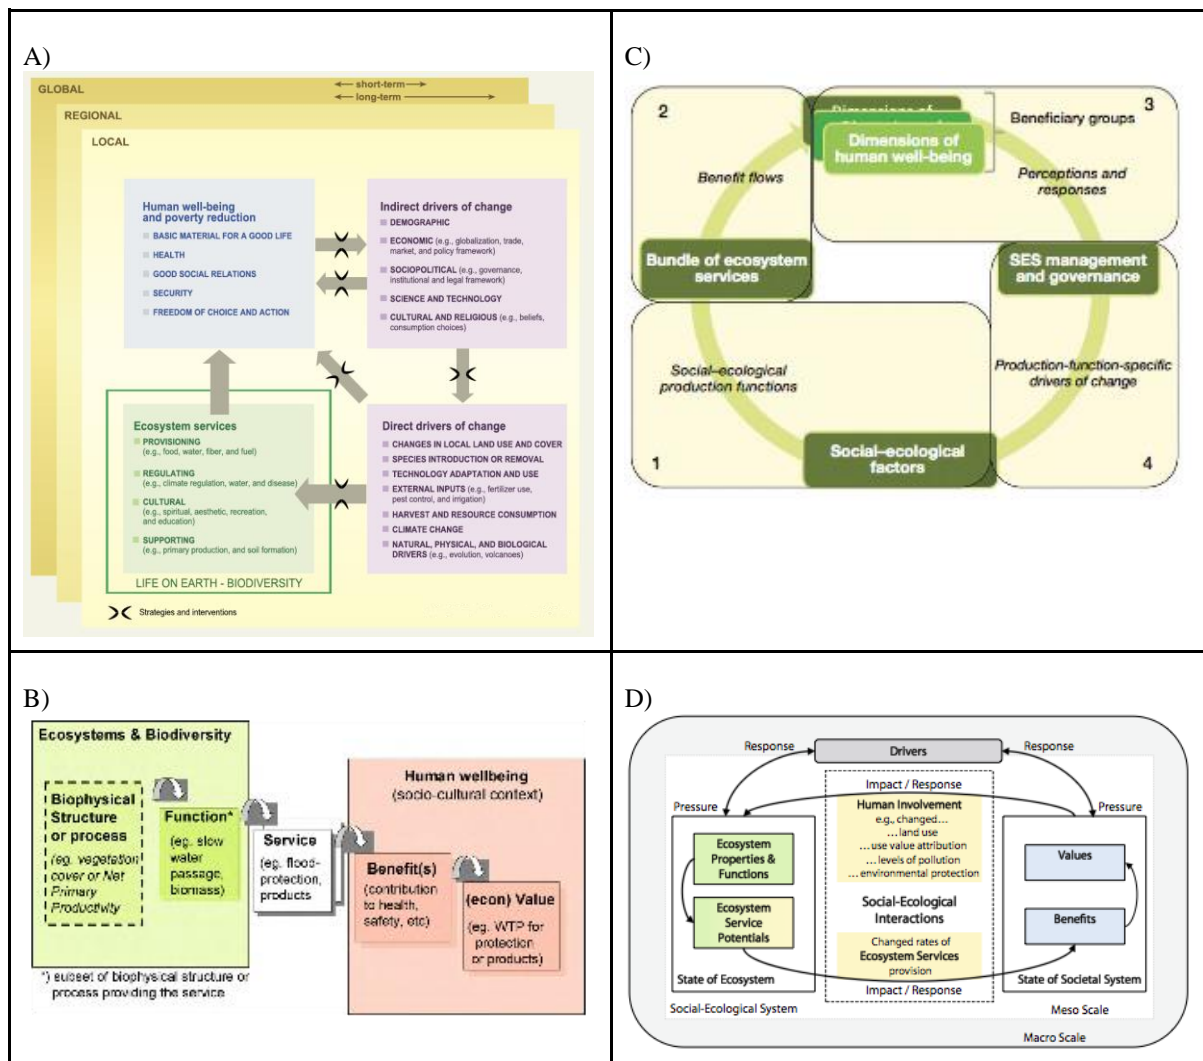 A)
GLOBAL
short-term
long-term
REGIONAL
LOCAL
Human well-being
and poverty reduction
BASIC MATERIAL FOR A GOOD LIFE
HEALTH
GOOD SOCIAL RELATIONS
SECURITY
FREEDOM OF CHOICE AND ACTION
Indirect drivers of change
DEMOGRAPHIC
ECONOMIC (e.g., globalization, trade,
market, and policy framework)
SOCIOPOLITICAL (e.g., governance,
institutional and legal framework)
SCIENCE AND TECHNOLOGY
CULTURAL AND RELIGIOUS (e.g., beliefs,
consumption choices)
Ecosystem services
PROVISIONING
(e.g., food, water, fiber, and fuel)
REGULATING
(e.g., climate regulation, water, and disease)
CULTURAL
(e.g., spiritual, aesthetic, recreation,
and education)
SUPPORTING
(e.g., primary production, and soil formation)
LIFE ON EARTH - BIODIVERSITY
Direct drivers of change
CHANGES IN LOCAL LAND USE AND COVER
SPECIES INTRODUCTION OR REMOVAL
TECHNOLOGY ADAPTATION AND USE
EXTERNAL INPUTS (e.g., fertilizer use,
pest control, and irrigation)
HARVEST AND RESOURCE CONSUMPTION
CLIMATE CHANGE
NATURAL, PHYSICAL, AND BIOLOGICAL
DRIVERS (e.g., evolution, volcanoes)
Strategies and interventions
C)
2
3
Dimensions of
Dimensions of
human well-being
Beneficiary groups
Benefit flows
Perceptions and
responses
Bundle of ecosystem
services
SES management
and governance
Social–ecological
production functions
Production-function-specific
drivers of change
Social–ecological
factors
1
4
B)
Ecosystems & Biodiversity
Biophysical
Structure
or process
(eg. vegetation
cover or Net
Primary
Productivity
Function*
(eg. slow
water
passage,
biomass)
Service
(eg. flood-
protection,
products
Human wellbeing
(socio-cultural context)
Benefit(s)
(contribution
to health,
safety, etc)
(econ) Value
(eg. WTP for
protection
or products)
*) subset of biophysical structure or
process providing the service
D)
Response
Drivers
Response
Impact / Response
Pressure
Pressure
Human Involvement
e.g., changed...
... land use
... use value attribution
... levels of pollution
... environmental protection
Ecosystem
Properties &
Functions
Ecosystem
Service
Potentials
State of Ecosystem
Social-Ecological
Interactions
Changed rates of
Ecosystem Services
provision
Impact / Response
Values
Benefits
State of Societal System
Social-Ecological System
Meso Scale
Macro Scale